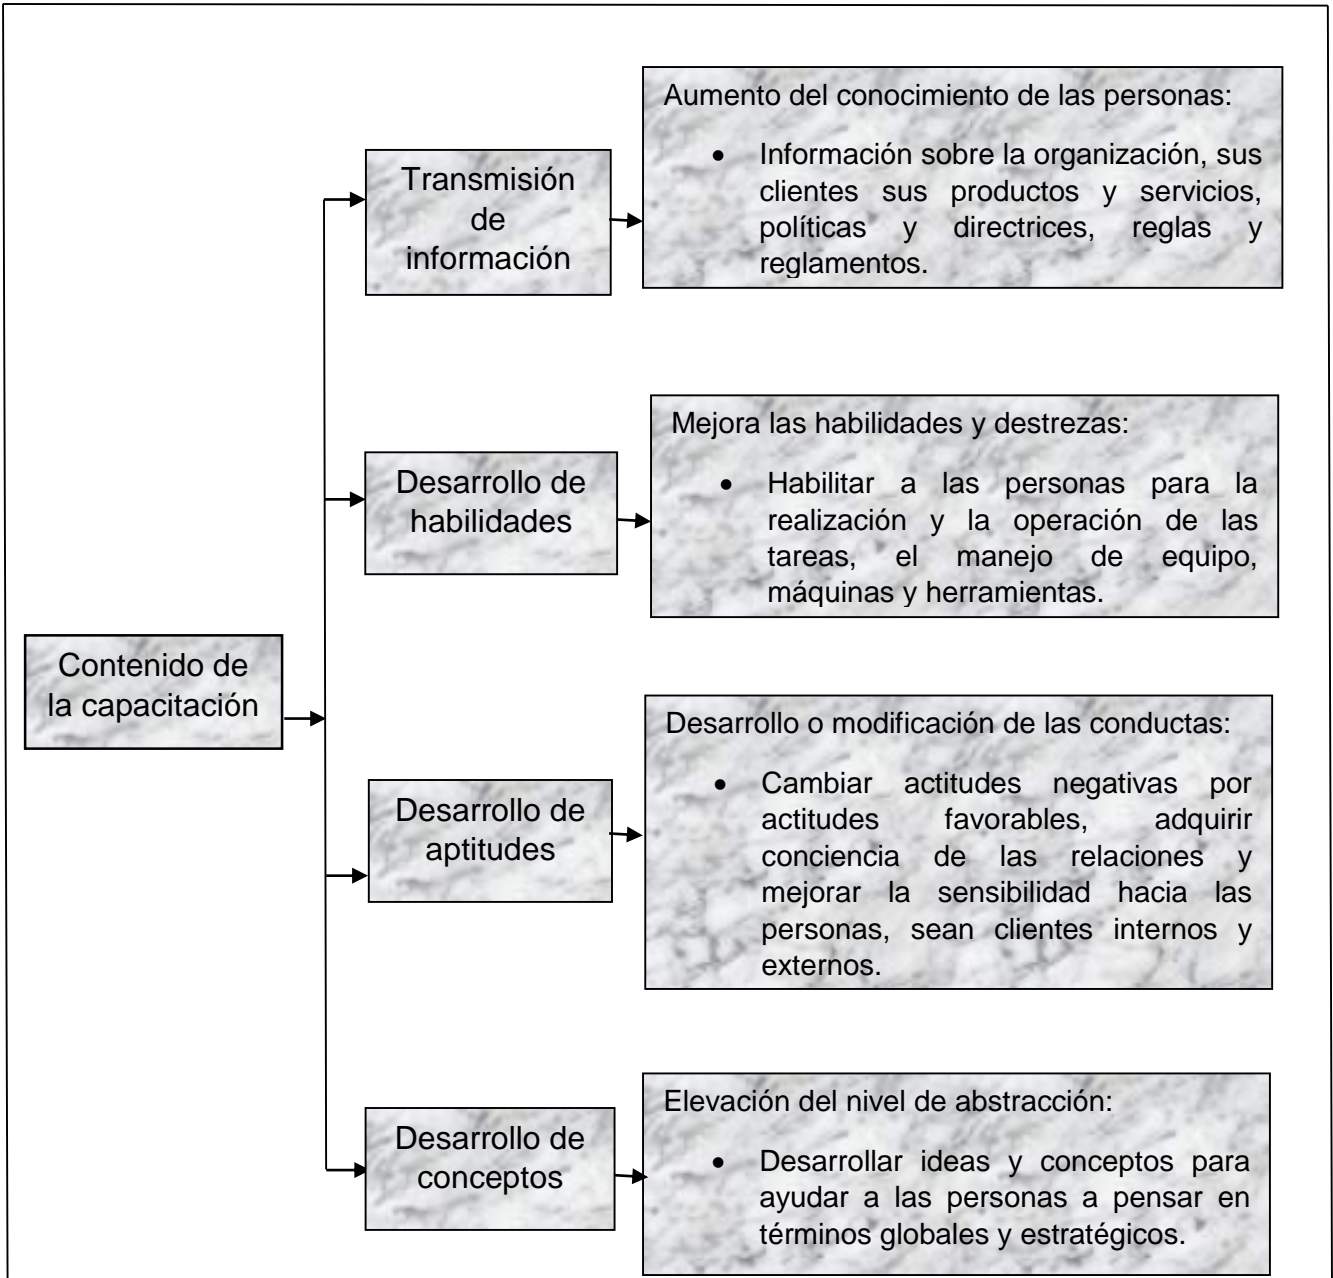 Aumento del conocimiento de las personas:
• Información sobre la organización, sus
clientes sus productos y servicios,
políticas y directrices, reglas y
reglamentos.
Transmisión
de
información
Mejora las habilidades y destrezas:
• Habilitar a las personas para la
realización y la operación de las
tareas, el manejo de equipo,
máquinas y herramientas.
Desarrollo de
habilidades
Contenido de
la capacitación
Desarrollo o modificación de las conductas:
• Cambiar actitudes negativas por
actitudes favorables, adquirir
conciencia de las relaciones y
mejorar la sensibilidad hacia las
personas, sean clientes internos y
externos.
Desarrollo de
aptitudes
Elevación del nivel de abstracción:
• Desarrollar ideas y conceptos para
ayudar a las personas a pensar en
términos globales y estratégicos.
Desarrollo de
conceptos